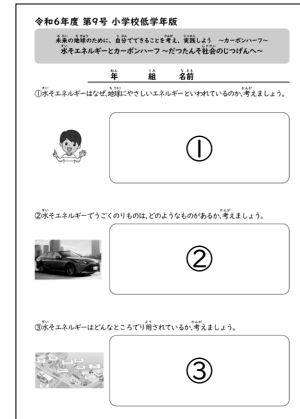 令和6年度 第9号 小学校低学年版
未来の地球のために、自分でできることを考え、実践しよう ～カーボンハーフ～
水そエネルギーとカーボンハーフ ～だつたんそ社会のじつげんへ～
年 組 名前
①水そエネルギーはなぜ、地球にやさしいエネルギーといわれているのか、考えましょう。
①
②水そエネルギーでうごくのりものは、どのようなものがあるか、考えましょう。
②
③水そエネルギーはどんなところでり用されているか、考えましょう。
③